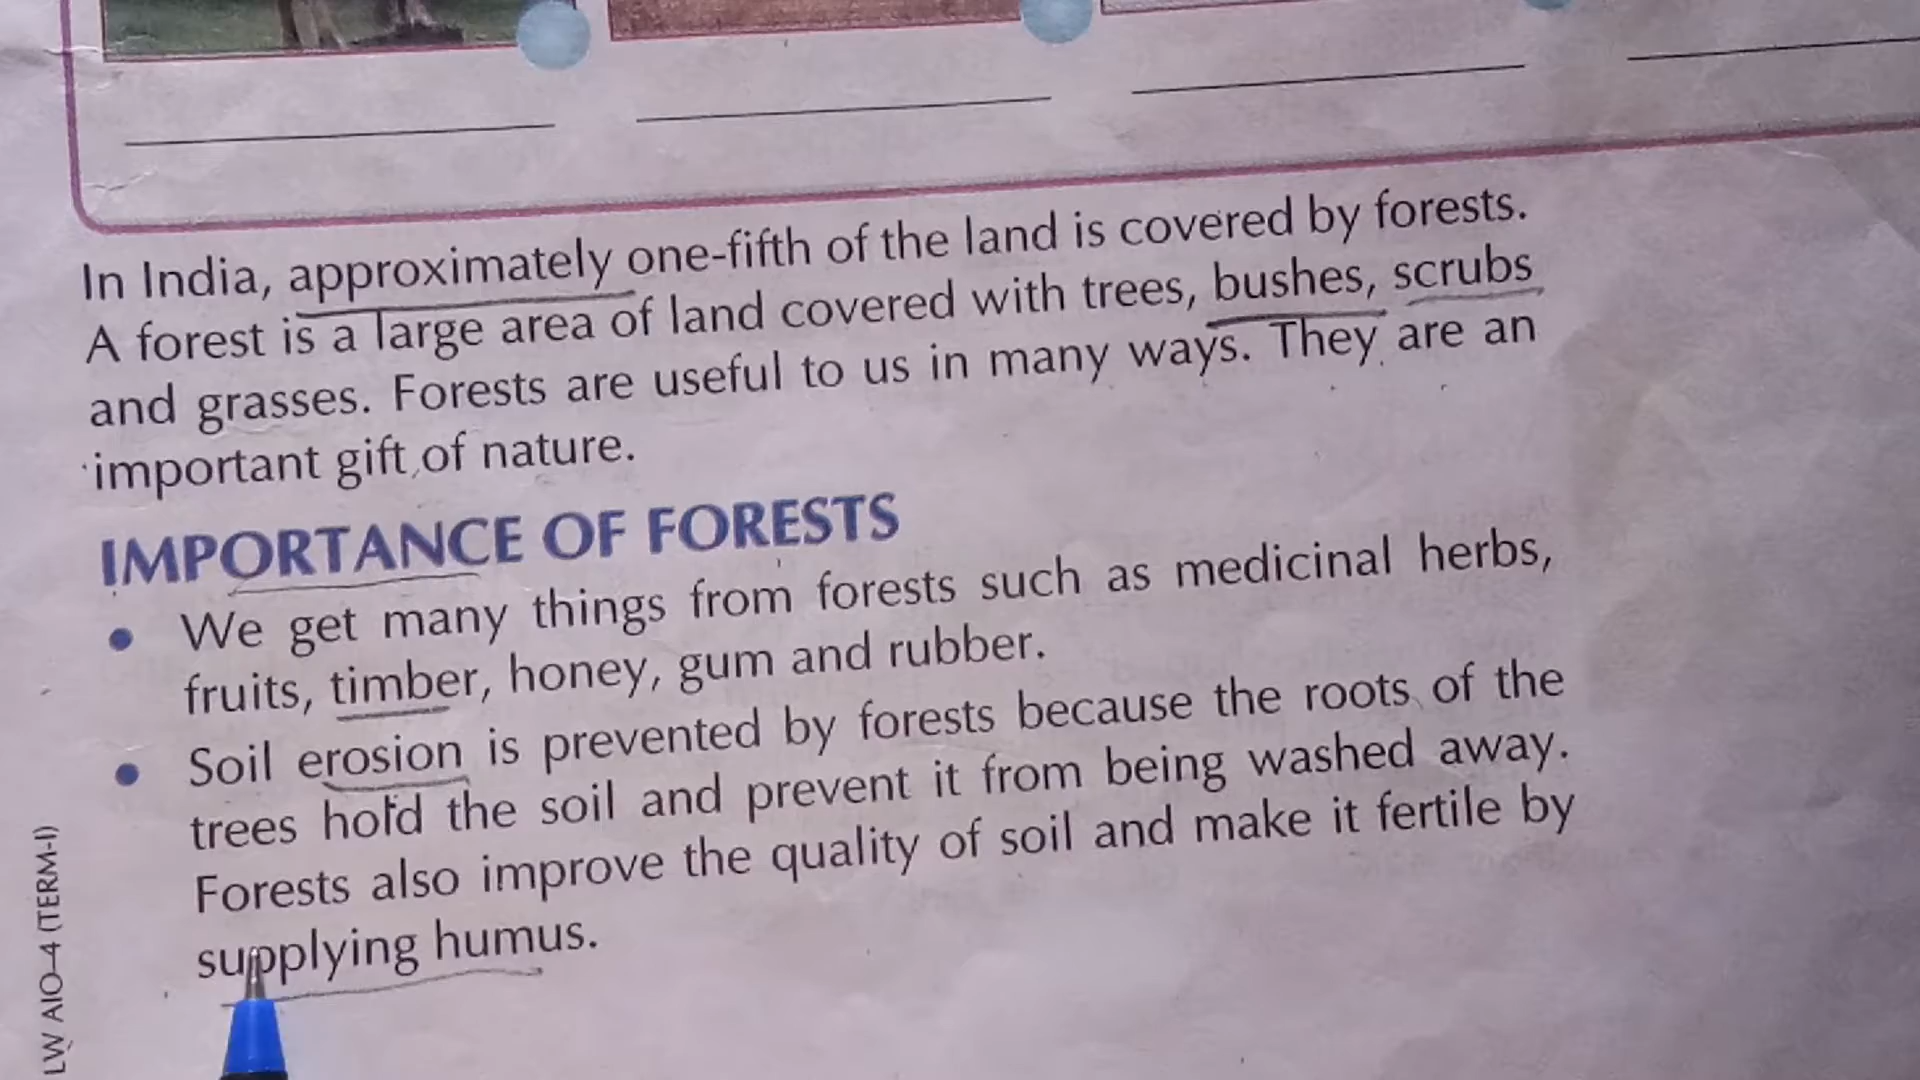 In India, approximately one-fifth of the land is covered by forests.
A forest is a large area of land covered with trees, bushes, scrubs
and grasses. Forests are useful to us in many ways. They are an
important gift of nature.
IMPORTANCE OF FORESTS
• We get many things from forests such as medicinal herbs,
fruits, timber, honey, gum and rubber.
• Soil erosion is prevented by forests because the roots of the
trees hold the soil and prevent it from being washed away.
Forests also improve the quality of soil and make it fertile by
supplying humus.
LW AIO–4 (TERM-I)